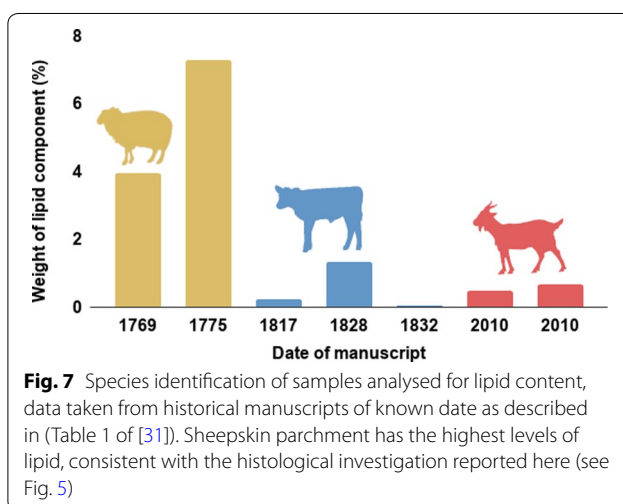 8
6
4
2
0
Weight of lipid component (%)
1769 1775 1817 1828 1832 2010 2010
Date of manuscript
Fig. 7 Species identification of samples analysed for lipid content,
data taken from historical manuscripts of known date as described
in (Table 1 of [31]). Sheepskin parchment has the highest levels of
lipid, consistent with the histological investigation reported here (see
Fig. 5)